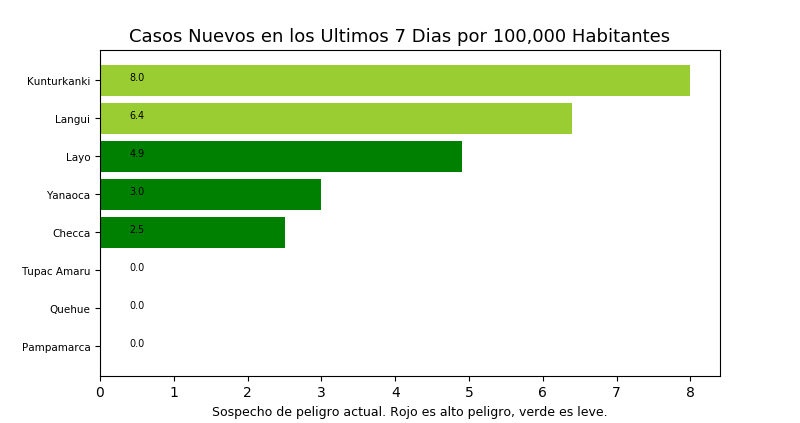 Casos Nuevos en los Ultimos 7 Dias por 100,000 Habitantes
Kunturkanki 8.0
Langui 6.4
Layo 4.9
Yanaoca 3.0
Checca 2.5
Tupac Amaru 0.0
Quehue 0.0
Pampamarca 0.0
0 1 2 3 4 5 6 7 8
Sospecho de peligro actual. Rojo es alto peligro, verde es leve.